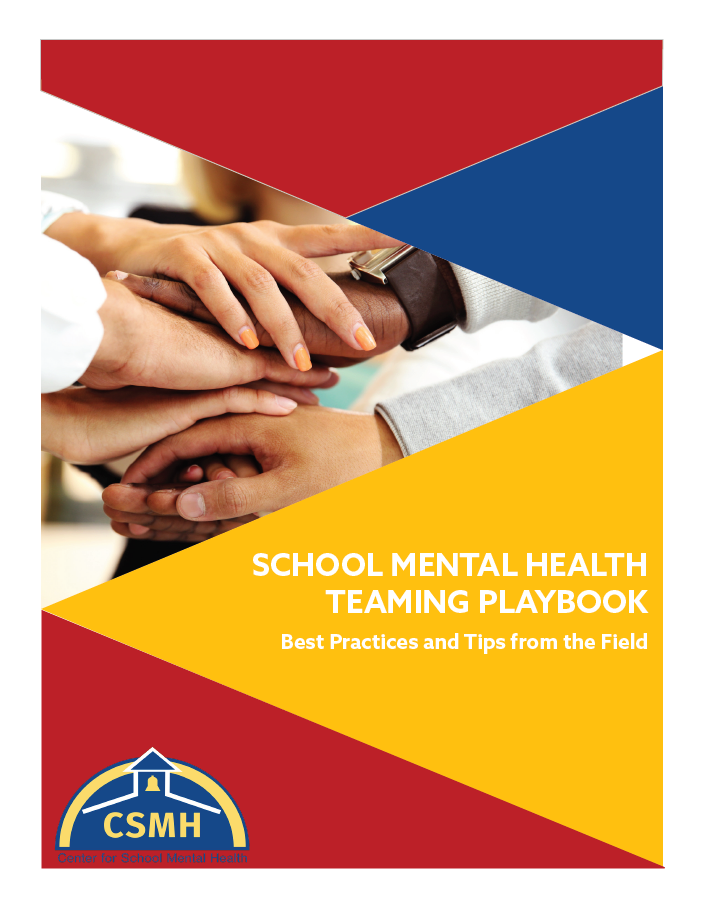 SCHOOL MENTAL HEALTH
TEAMING PLAYBOOK
Best Practices and Tips from the Field
CSMH
Center for School Mental Health